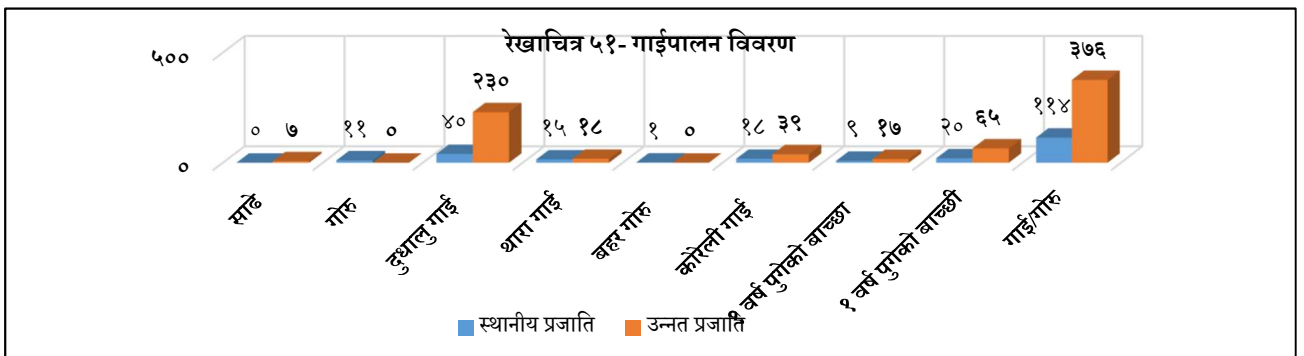 रेखाचित्र ५१- गाईपालन विवरण
५००
०
० ७ ११ ० ४० २३० १५ १८ १ ० १८ ३९ ९ १७ २० ६५ ११४ ३७६
साढे
गोरु
दुधालु गाई
थारा गाई
बहर गोरु
कोरेली गाई
१ वर्ष पुगेको बाच्छा
१ वर्ष पुगेको बाच्छी
गाई/गोरु
स्थानीय प्रजाति उन्नत प्रजाति